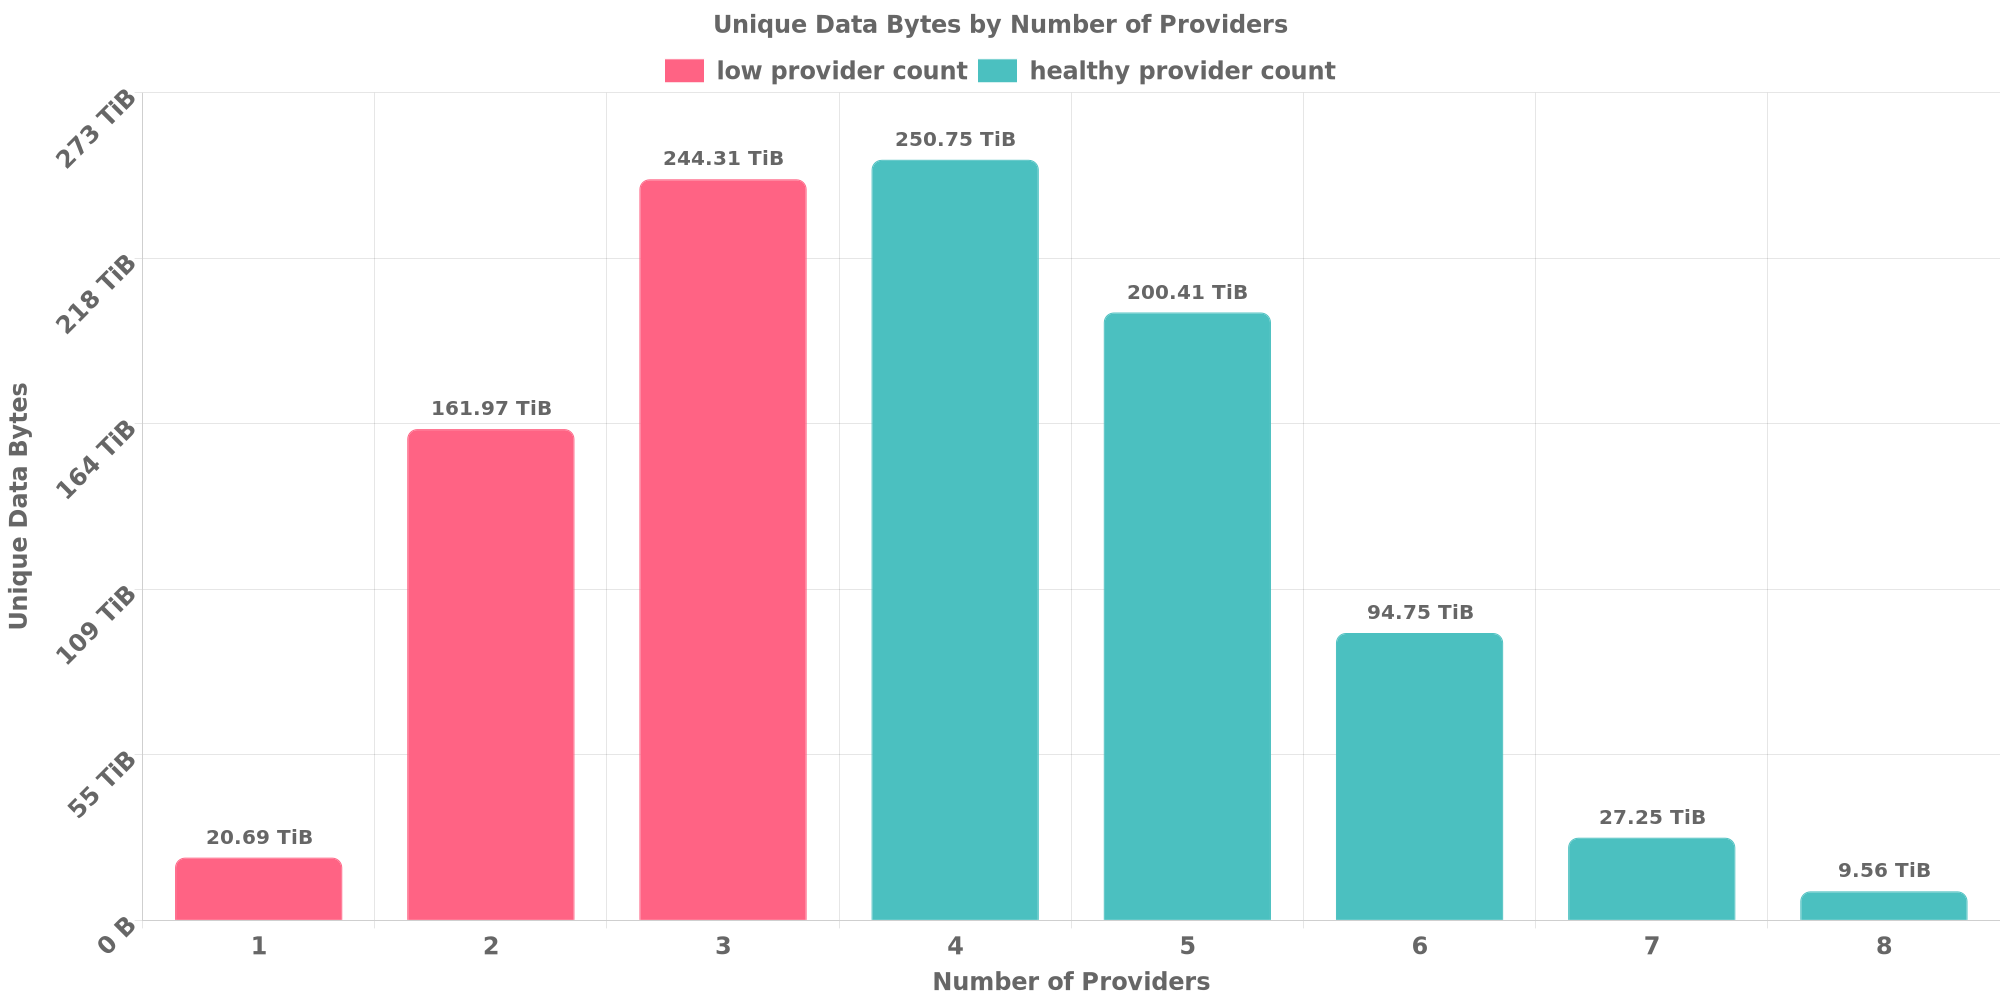 Unique Data Bytes by Number of Providers
low provider count healthy provider count
273 TiB
218 TiB
164 TiB
109 TiB
55 TiB
0 B
Unique Data Bytes
20.69 TiB
161.97 TiB
244.31 TiB
250.75 TiB
200.41 TiB
94.75 TiB
27.25 TiB
9.56 TiB
1 2 3 4 5 6 7 8
Number of Providers